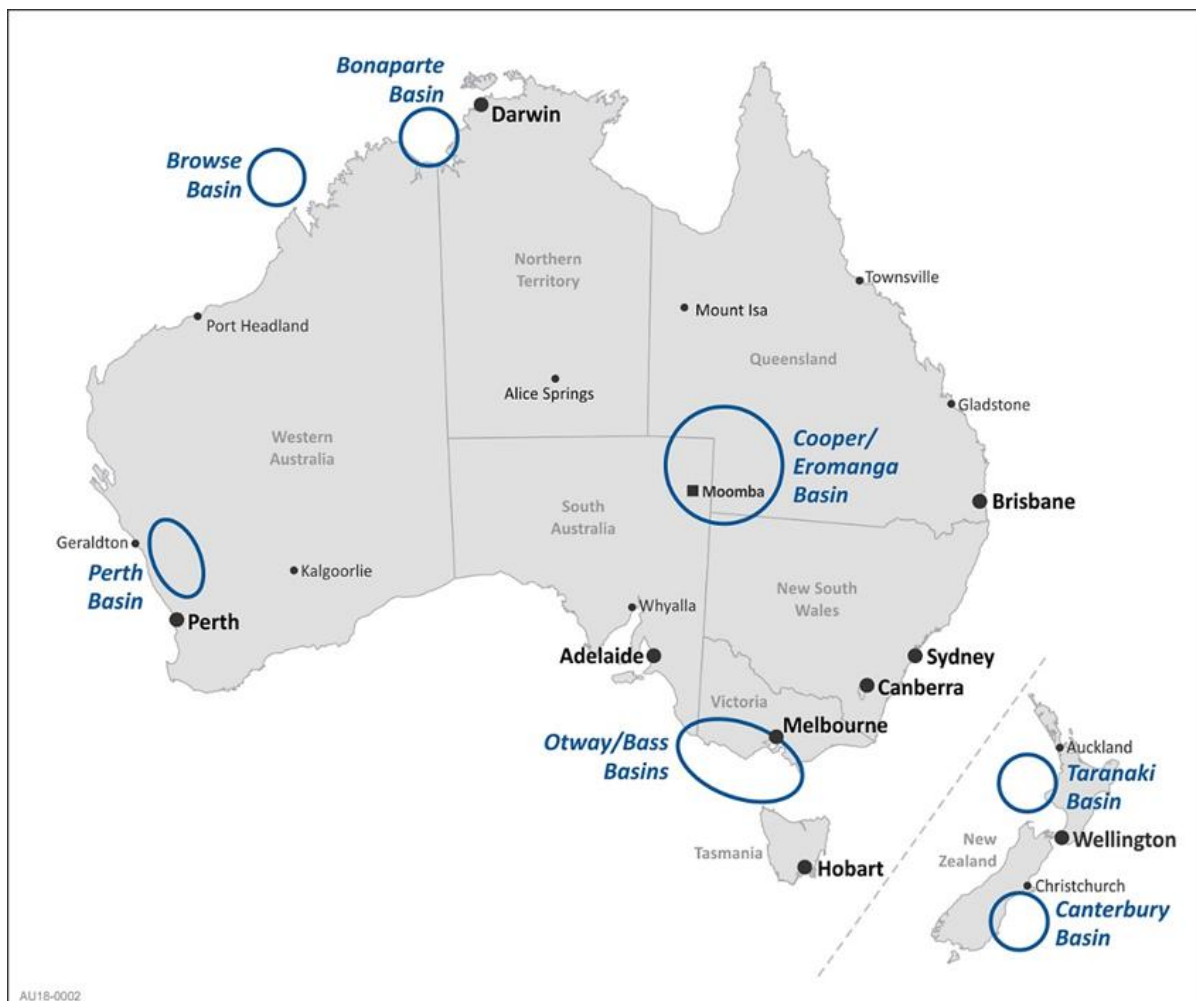 Bonaparte
Basin
Darwin
Browse
Basin
Northern
Territory
Townsville
Mount Isa
Port Headland
Queensland
Alice Springs
Gladstone
Western
Australia
Cooper/
Eromanga
Basin
Moomba
Brisbane
South
Australia
Geraldton
Perth
Basin
Kalgoorlie
New South
Wales
Whyalla
Perth
Adelaide
Sydney
Canberra
Victoria
Melbourne
Otway/Bass
Basins
Auckland
Taranaki
Basin
Wellington
New
Zealand
Tasmania
Hobart
Christchurch
Canterbury
Basin
AU18-0002